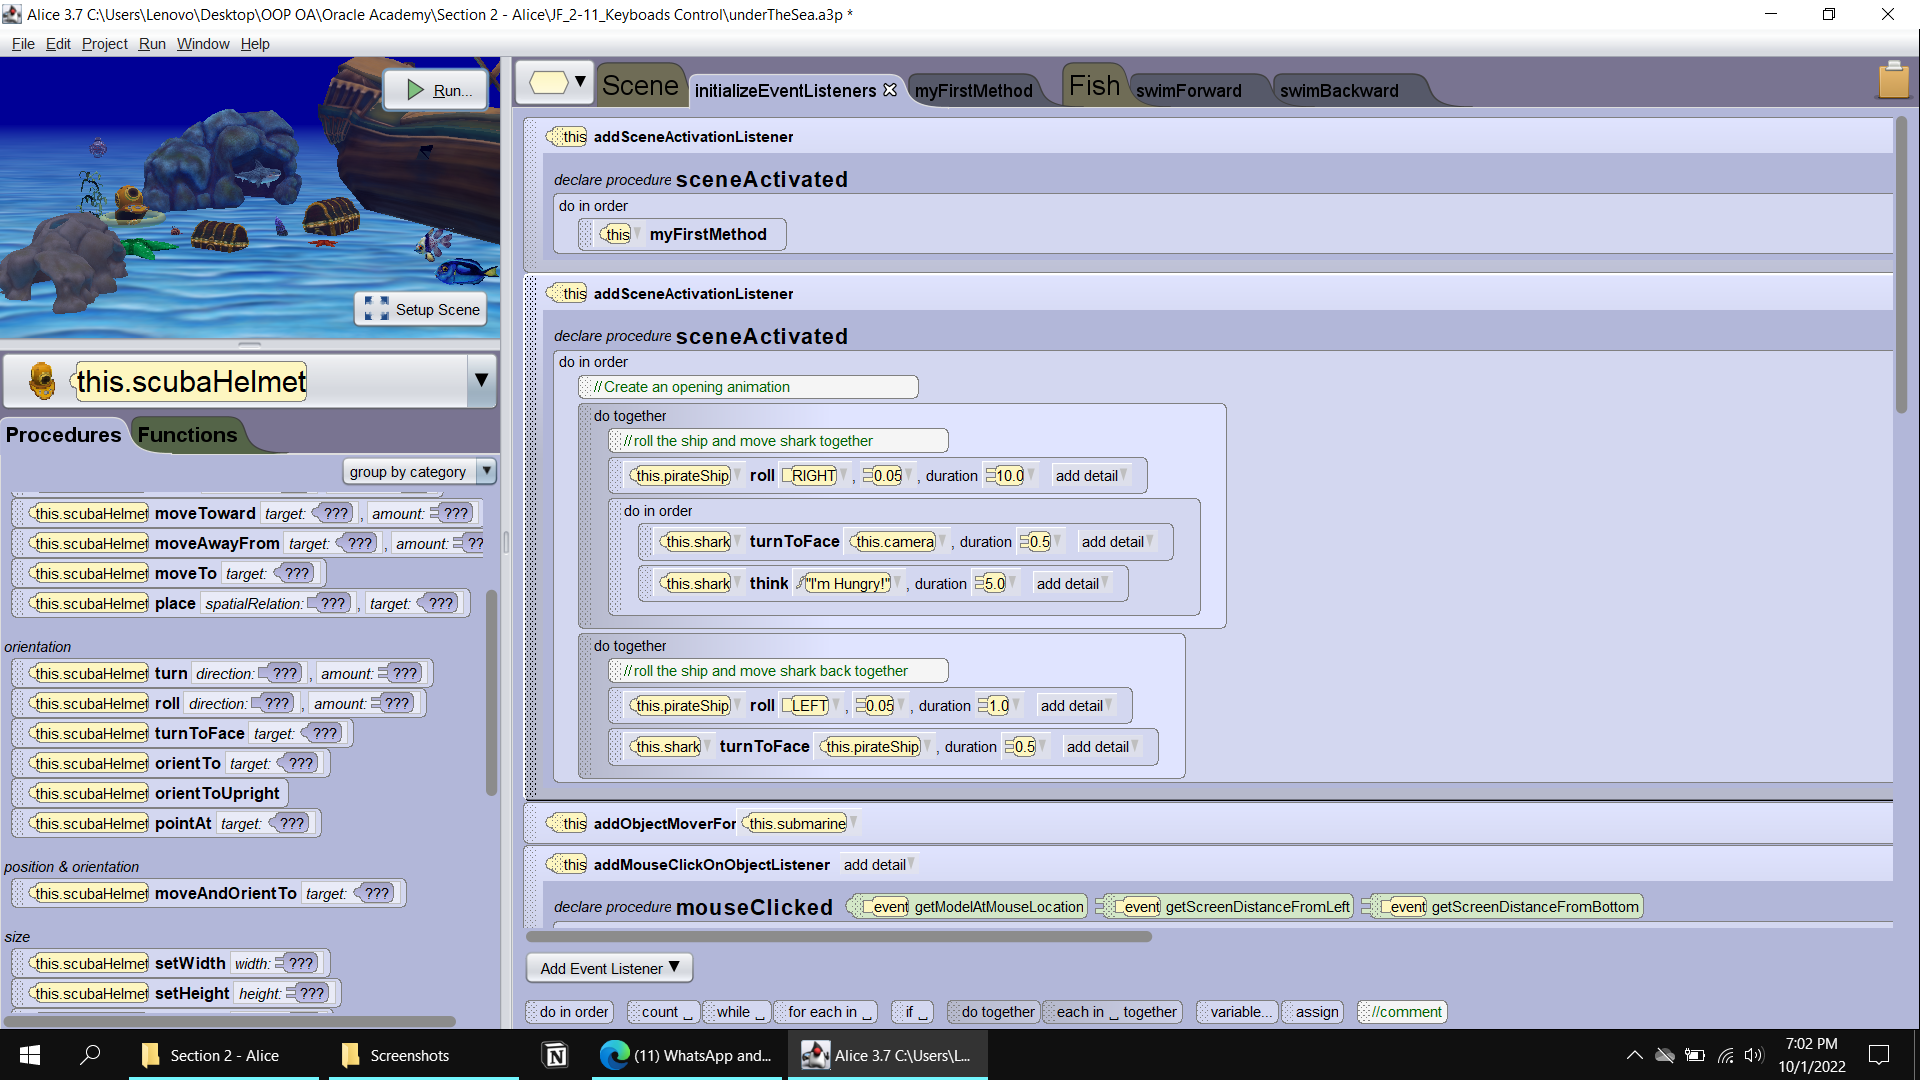 Alice 3.7 C:\Users\Lenovo\Desktop\OOP OA\Oracle Academy\Section 2 - Alice\JF_2-11_Keyboads Control\underTheSea.a3p *
File Edit Project Run Window Help
Run...
Setup Scene
this.scubaHelmet
Procedures Functions
group by category
this.scubaHelmet moveToward target: ??? , amount: ???
this.scubaHelmet moveAwayFrom target: ??? , amount: ??
this.scubaHelmet moveTo target: ???
this.scubaHelmet place spatialRelation: ??? , target: ???
orientation
this.scubaHelmet turn direction: ??? , amount: ???
this.scubaHelmet roll direction: ??? , amount: ???
this.scubaHelmet turnToFace target: ???
this.scubaHelmet orientTo target: ???
this.scubaHelmet orientToUpright
this.scubaHelmet pointAt target: ???
position & orientation
this.scubaHelmet moveAndOrientTo target: ???
size
this.scubaHelmet setWidth width: ???
this.scubaHelmet setHeight height: ???
Scene initializeEventListeners myFirstMethod Fish swimForward swimBackward
this addSceneActivationListener
declare procedure sceneActivated
do in order
this myFirstMethod
this addSceneActivationListener
declare procedure sceneActivated
do in order
//Create an opening animation
do together
//roll the ship and move shark together
this.pirateShip roll RIGHT , 0.05 , duration 10.0 add detail
do in order
this.shark turnToFace this.camera , duration 0.5 add detail
this.shark think "I'm Hungry!" , duration 5.0 add detail
do together
//roll the ship and move shark back together
this.pirateShip roll LEFT , 0.05 , duration 1.0 add detail
this.shark turnToFace this.pirateShip , duration 0.5 add detail
this addObjectMoverFor this.submarine
this addMouseClickOnObjectListener add detail
declare procedure mouseClicked event getModelAtMouseLocation event getScreenDistanceFromLeft event getScreenDistanceFromBottom
Add Event Listener
do in order count _ while _ for each in _ if _ do together each in _ together variable... assign //comment
Section 2 - Alice Screenshots (11) WhatsApp and... Alice 3.7 C:\Users\L...
7:02 PM
10/1/2022